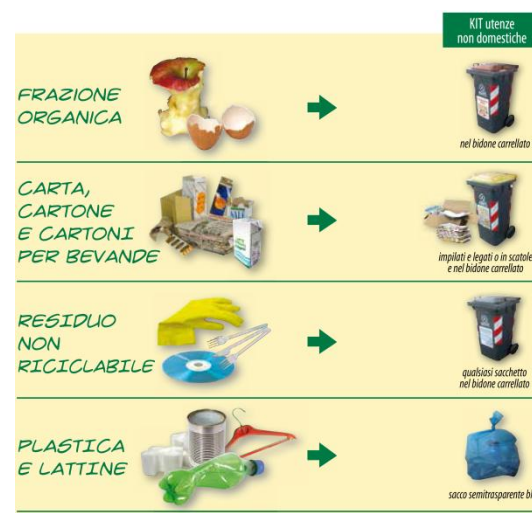 KIT utenze
non domestiche
FRAZIONE
ORGANICA
nel bidone carrellato
CARTA,
CARTONE
E CARTONI
PER BEVANDE
impilati e legati o in scatole
e nel bidone carrellato
RESIDUO
NON
RICICLABILE
qualsiasi sacchetto
nel bidone carrellato
PLASTICA
E LATTINE
sacco semitrasparente bl